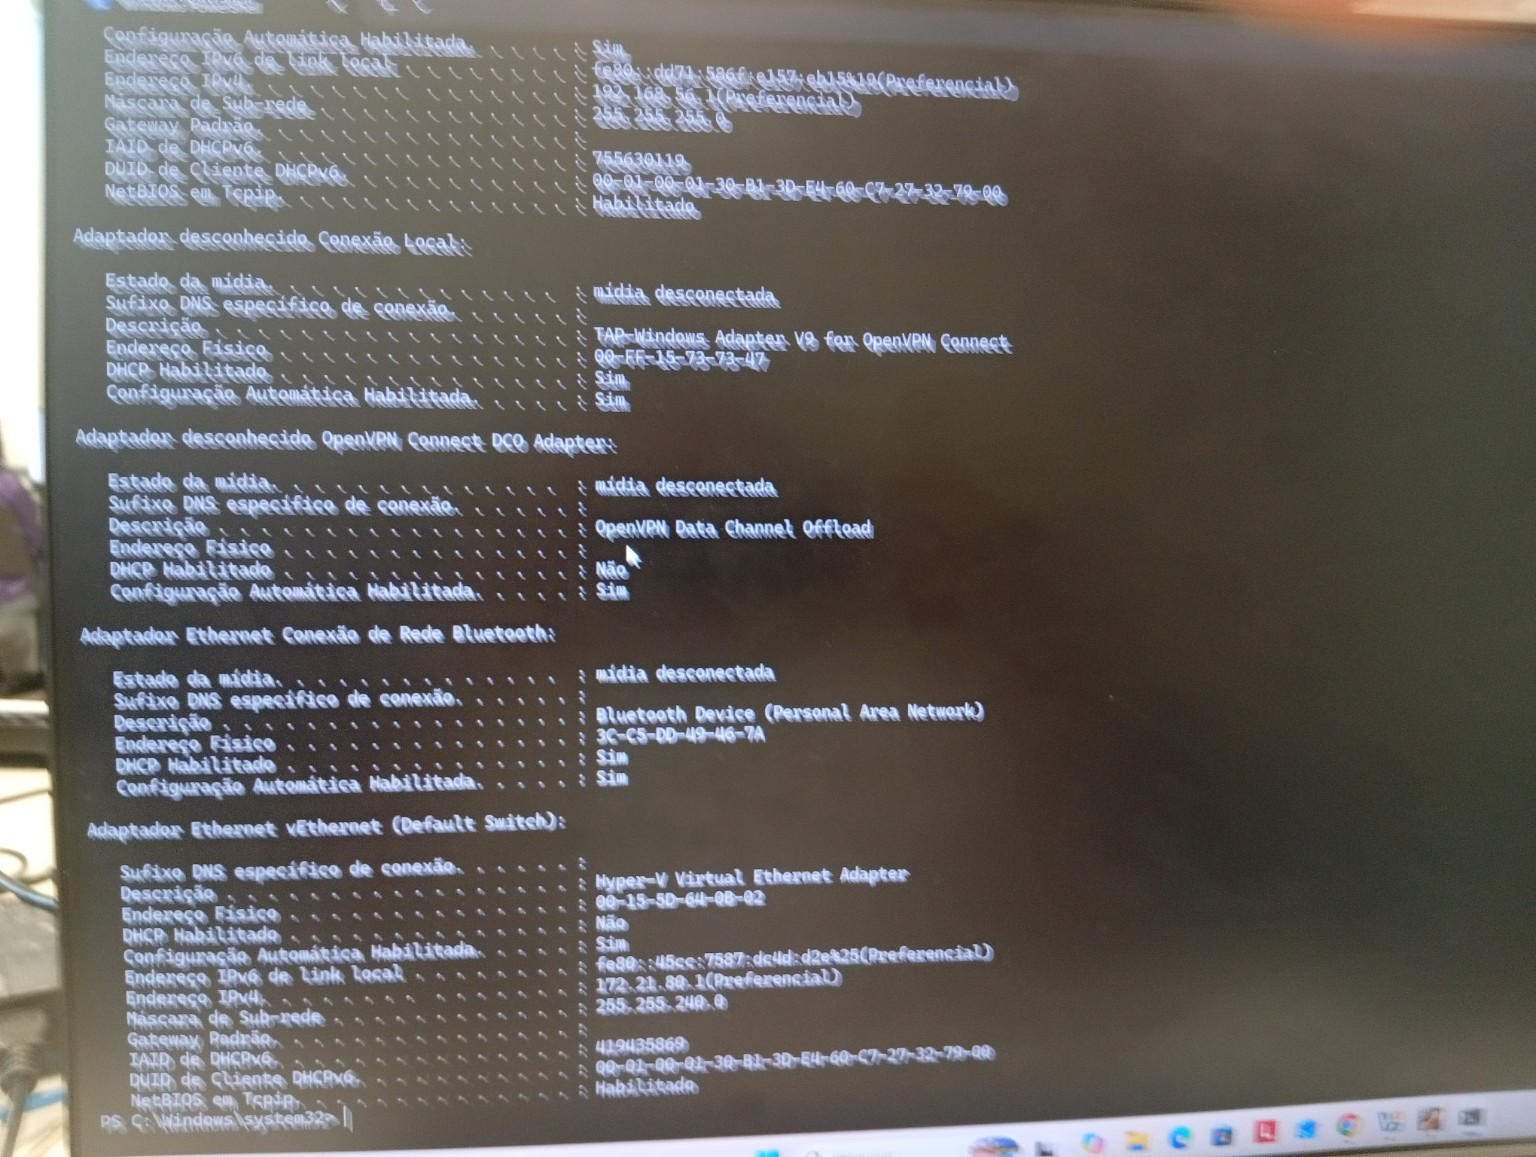 Configuração Automática Habilitada. . . . . : Sim
Endereço IPv6 de link local . . . . . . . . : fe80::dd71:586f:e157:eb15%19(Preferencial)
Endereço IPv4. . . . . . . . . . . . . . . : 192.168.56.1(Preferencial)
Máscara de Sub-rede . . . . . . . . . . . . : 255.255.255.0
Gateway Padrão. . . . . . . . . . . . . . . :
IAID de DHCPv6. . . . . . . . . . . . . . . : 755630119
DUID de Cliente DHCPv6. . . . . . . . . . . : 00-01-00-01-30-B1-3D-E4-60-C7-27-32-79-00
NetBIOS em Tcpip. . . . . . . . . . . . . . : Habilitado
Adaptador desconhecido Conexão Local:
Estado da mídia. . . . . . . . . . . . . . : mídia desconectada
Sufixo DNS específico de conexão. . . . . . :
Descrição . . . . . . . . . . . . . . . . . : TAP-Windows Adapter V9 for OpenVPN Connect
Endereço Físico . . . . . . . . . . . . . . : 00-FF-15-73-73-47
DHCP Habilitado . . . . . . . . . . . . . . : Sim
Configuração Automática Habilitada. . . . . : Sim
Adaptador desconhecido OpenVPN Connect DCO Adapter:
Estado da mídia. . . . . . . . . . . . . . : mídia desconectada
Sufixo DNS específico de conexão. . . . . . :
Descrição . . . . . . . . . . . . . . . . . : OpenVPN Data Channel Offload
Endereço Físico . . . . . . . . . . . . . . :
DHCP Habilitado . . . . . . . . . . . . . . : Não
Configuração Automática Habilitada. . . . . : Sim
Adaptador Ethernet Conexão de Rede Bluetooth:
Estado da mídia. . . . . . . . . . . . . . : mídia desconectada
Sufixo DNS específico de conexão. . . . . . :
Descrição . . . . . . . . . . . . . . . . . : Bluetooth Device (Personal Area Network)
Endereço Físico . . . . . . . . . . . . . . : 3C-C5-DD-49-46-7A
DHCP Habilitado . . . . . . . . . . . . . . : Sim
Configuração Automática Habilitada. . . . . : Sim
Adaptador Ethernet vEthernet (Default Switch):
Sufixo DNS específico de conexão. . . . . . :
Descrição . . . . . . . . . . . . . . . . . : Hyper-V Virtual Ethernet Adapter
Endereço Físico . . . . . . . . . . . . . . : 00-15-5D-64-0B-02
DHCP Habilitado . . . . . . . . . . . . . . : Não
Configuração Automática Habilitada. . . . . : Sim
Endereço IPv6 de link local . . . . . . . . : fe80::45cc:7587:dc4d:d2e%25(Preferencial)
Endereço IPv4. . . . . . . . . . . . . . . : 172.21.80.1(Preferencial)
Máscara de Sub-rede . . . . . . . . . . . . : 255.255.240.0
Gateway Padrão. . . . . . . . . . . . . . . :
IAID de DHCPv6. . . . . . . . . . . . . . . : 419435869
DUID de Cliente DHCPv6. . . . . . . . . . . : 00-01-00-01-30-B1-3D-E4-60-C7-27-32-79-00
NetBIOS em Tcpip. . . . . . . . . . . . . . : Habilitado
PS C:\Windows\system32>